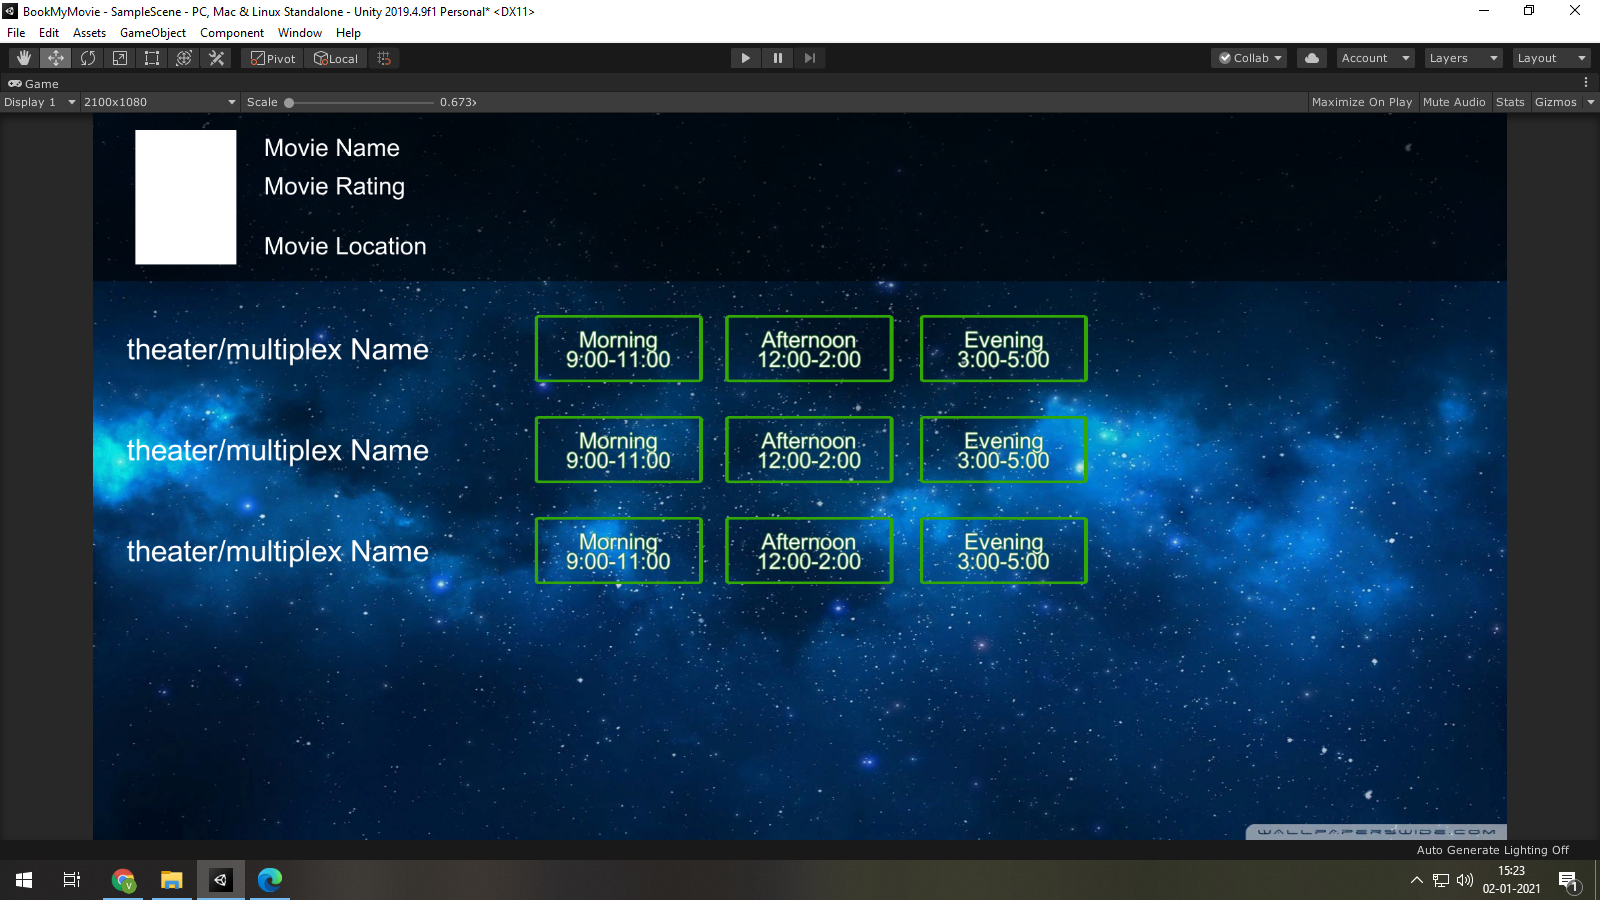 BookMyMovie - SampleScene - PC, Mac & Linux Standalone - Unity 2019.4.9f1 Personal* <DX11>
File Edit Assets GameObject Component Window Help
Pivot Local Collab Account Layers Layout
Game
Display 1 2100x1080 Scale 0.673x Maximize On Play Mute Audio Stats Gizmos
Movie Name
Movie Rating
Movie Location
theater/multiplex Name
Morning
9:00-11:00
Afternoon
12:00-2:00
Evening
3:00-5:00
theater/multiplex Name
Morning
9:00-11:00
Afternoon
12:00-2:00
Evening
3:00-5:00
theater/multiplex Name
Morning
9:00-11:00
Afternoon
12:00-2:00
Evening
3:00-5:00
WALLPAPERSWIDE.COM
Auto Generate Lighting Off
V
15:23
02-01-2021
1